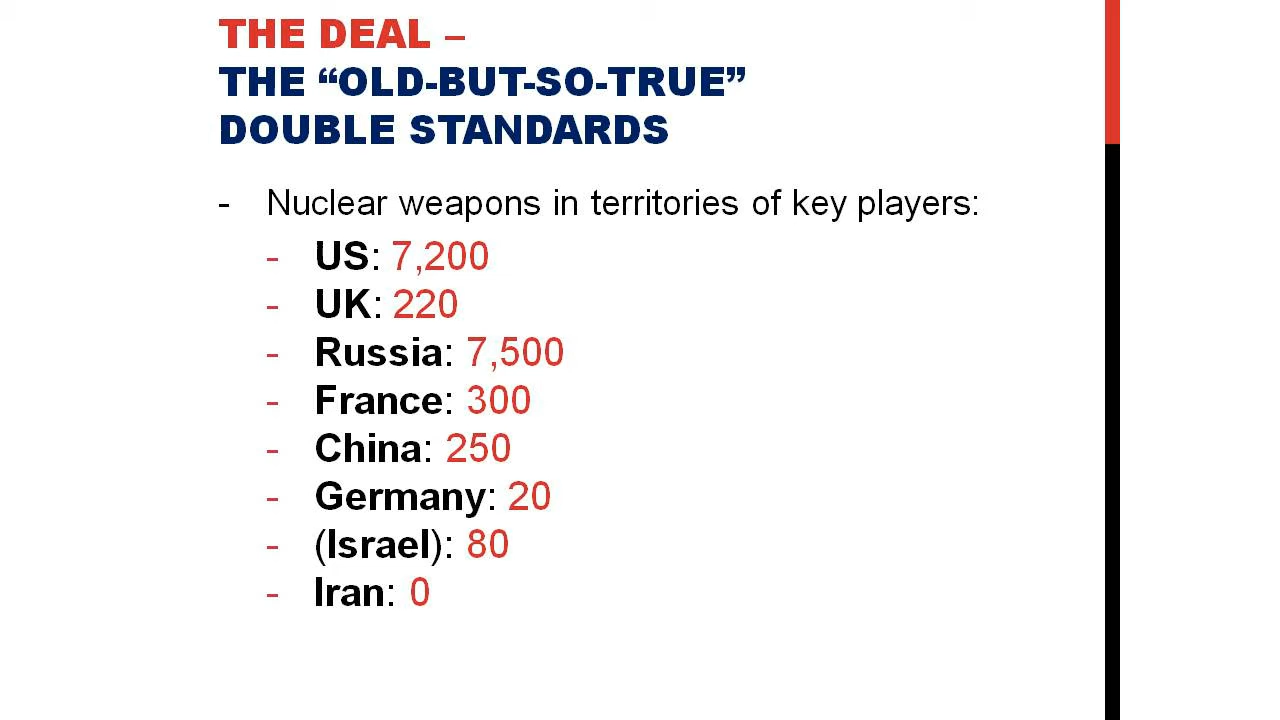 THE DEAL –
THE “OLD-BUT-SO-TRUE”
DOUBLE STANDARDS
- Nuclear weapons in territories of key players:
- US: 7,200
- UK: 220
- Russia: 7,500
- France: 300
- China: 250
- Germany: 20
- (Israel): 80
- Iran: 0